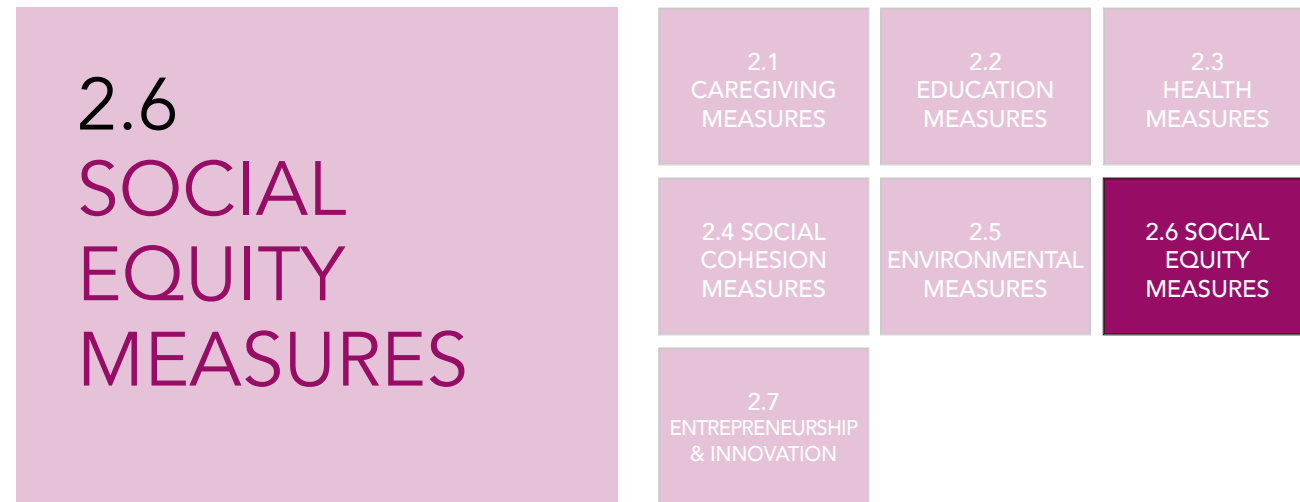 2.6
SOCIAL
EQUITY
MEASURES
2.1
CAREGIVING
MEASURES
2.2
EDUCATION
MEASURES
2.3
HEALTH
MEASURES
2.4 SOCIAL
COHESION
MEASURES
2.5
ENVIRONMENTAL
MEASURES
2.6 SOCIAL
EQUITY
MEASURES
2.7
ENTREPRENEURSHIP
& INNOVATION